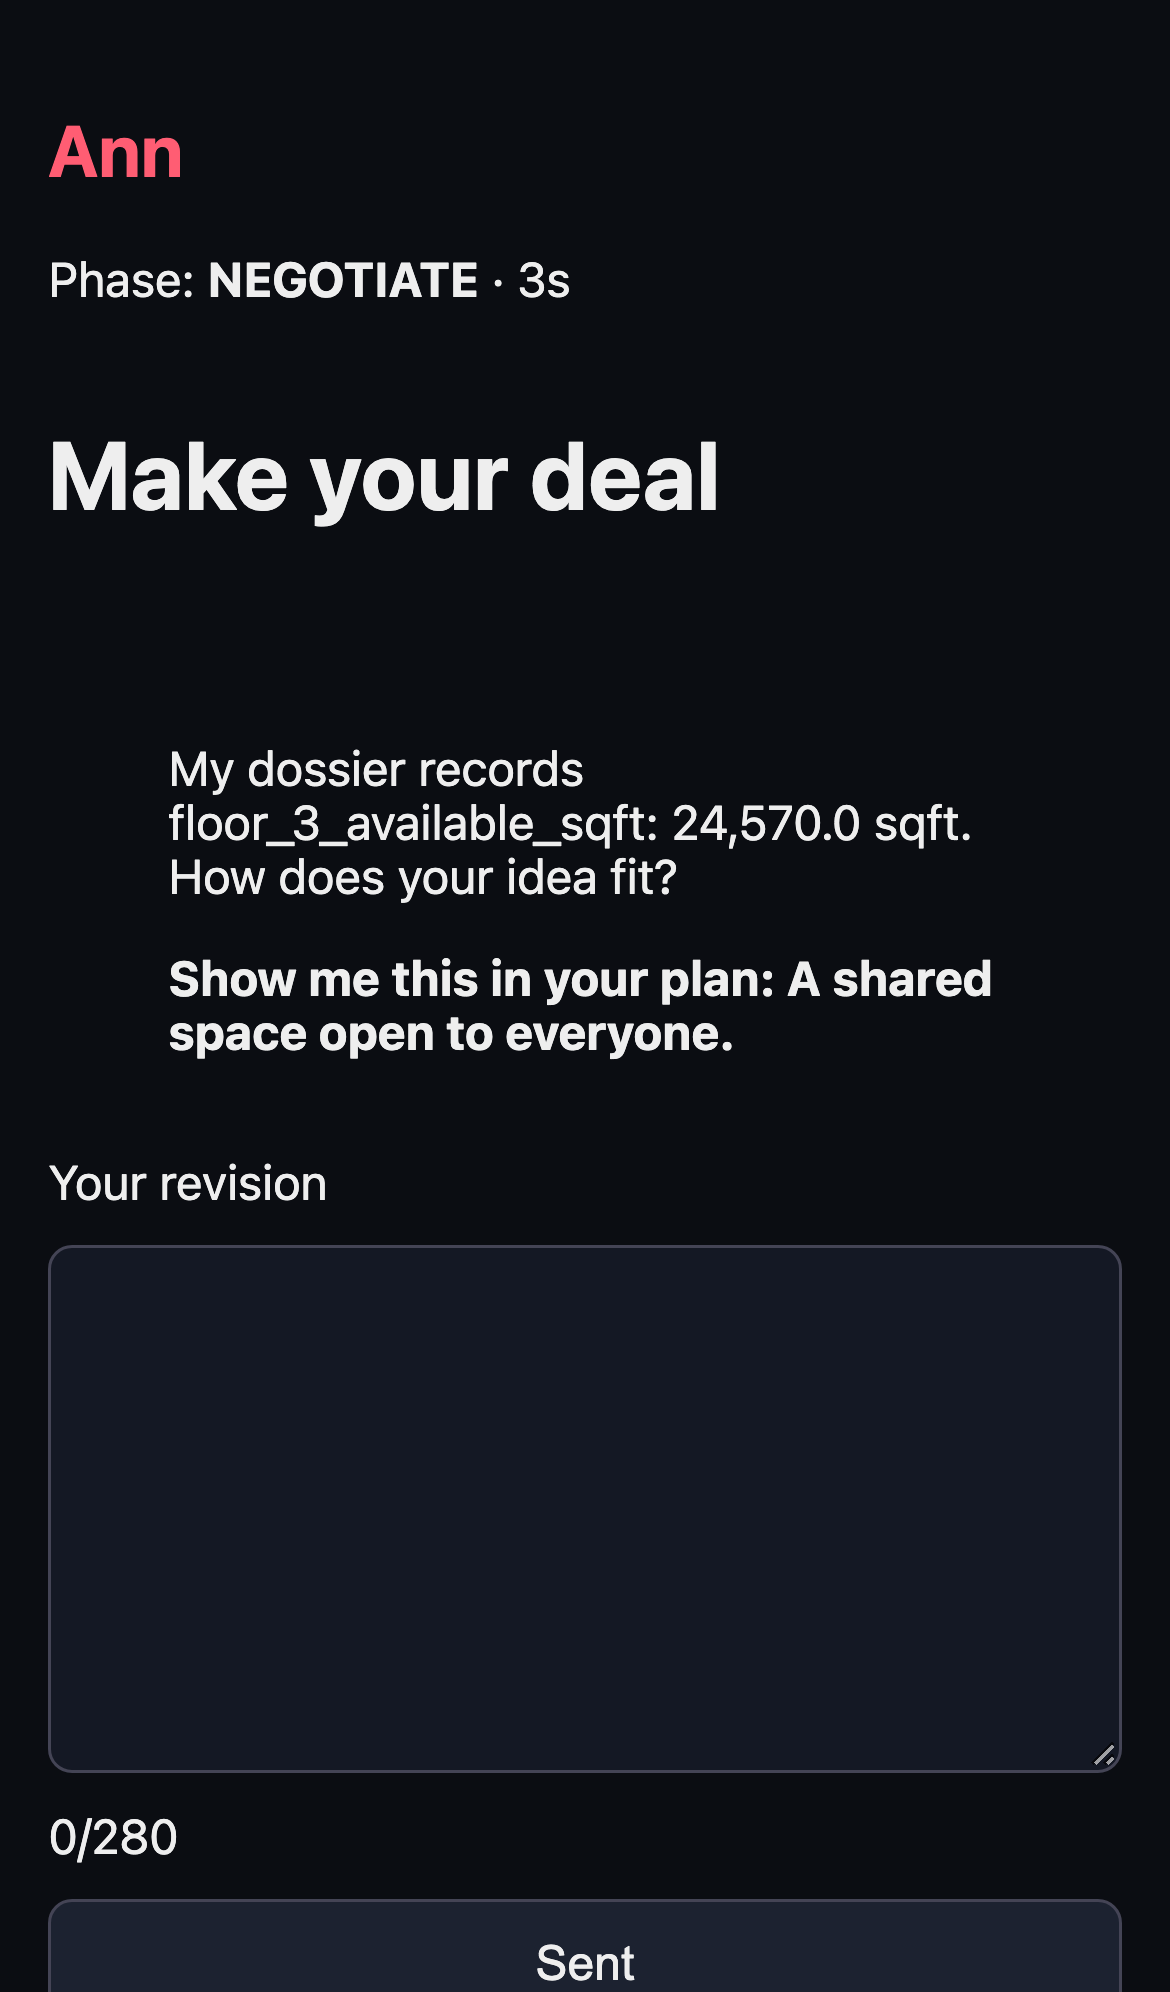 Ann
Phase: NEGOTIATE · 3s
Make your deal
My dossier records
floor_3_available_sqft: 24,570.0 sqft.
How does your idea fit?
Show me this in your plan: A shared
space open to everyone.
Your revision
0/280
Sent